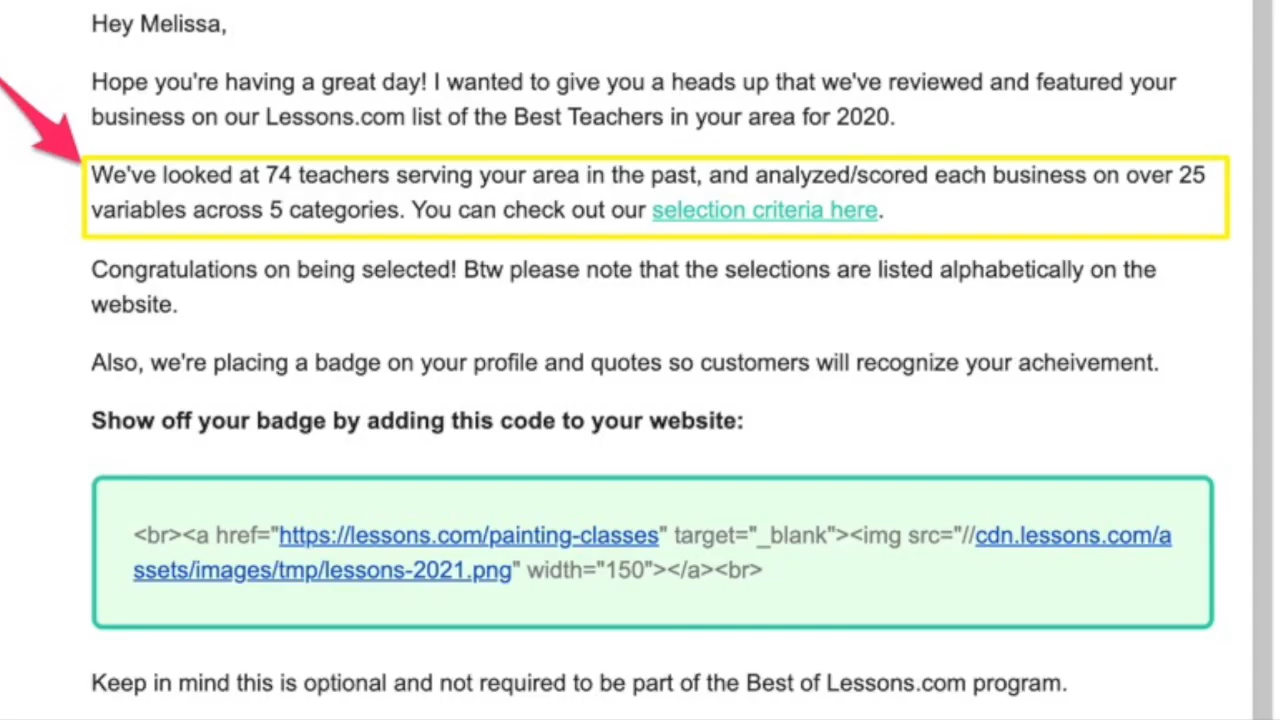 Hey Melissa,
Hope you're having a great day! I wanted to give you a heads up that we've reviewed and featured your
business on our Lessons.com list of the Best Teachers in your area for 2020.
We've looked at 74 teachers serving your area in the past, and analyzed/scored each business on over 25
variables across 5 categories. You can check out our selection criteria here.
Congratulations on being selected! Btw please note that the selections are listed alphabetically on the
website.
Also, we're placing a badge on your profile and quotes so customers will recognize your acheivement.
Show off your badge by adding this code to your website:
<br><a href="https://lessons.com/painting-classes" target="_blank"><img src="//cdn.lessons.com/a
ssets/images/tmp/lessons-2021.png" width="150"></a><br>
Keep in mind this is optional and not required to be part of the Best of Lessons.com program.